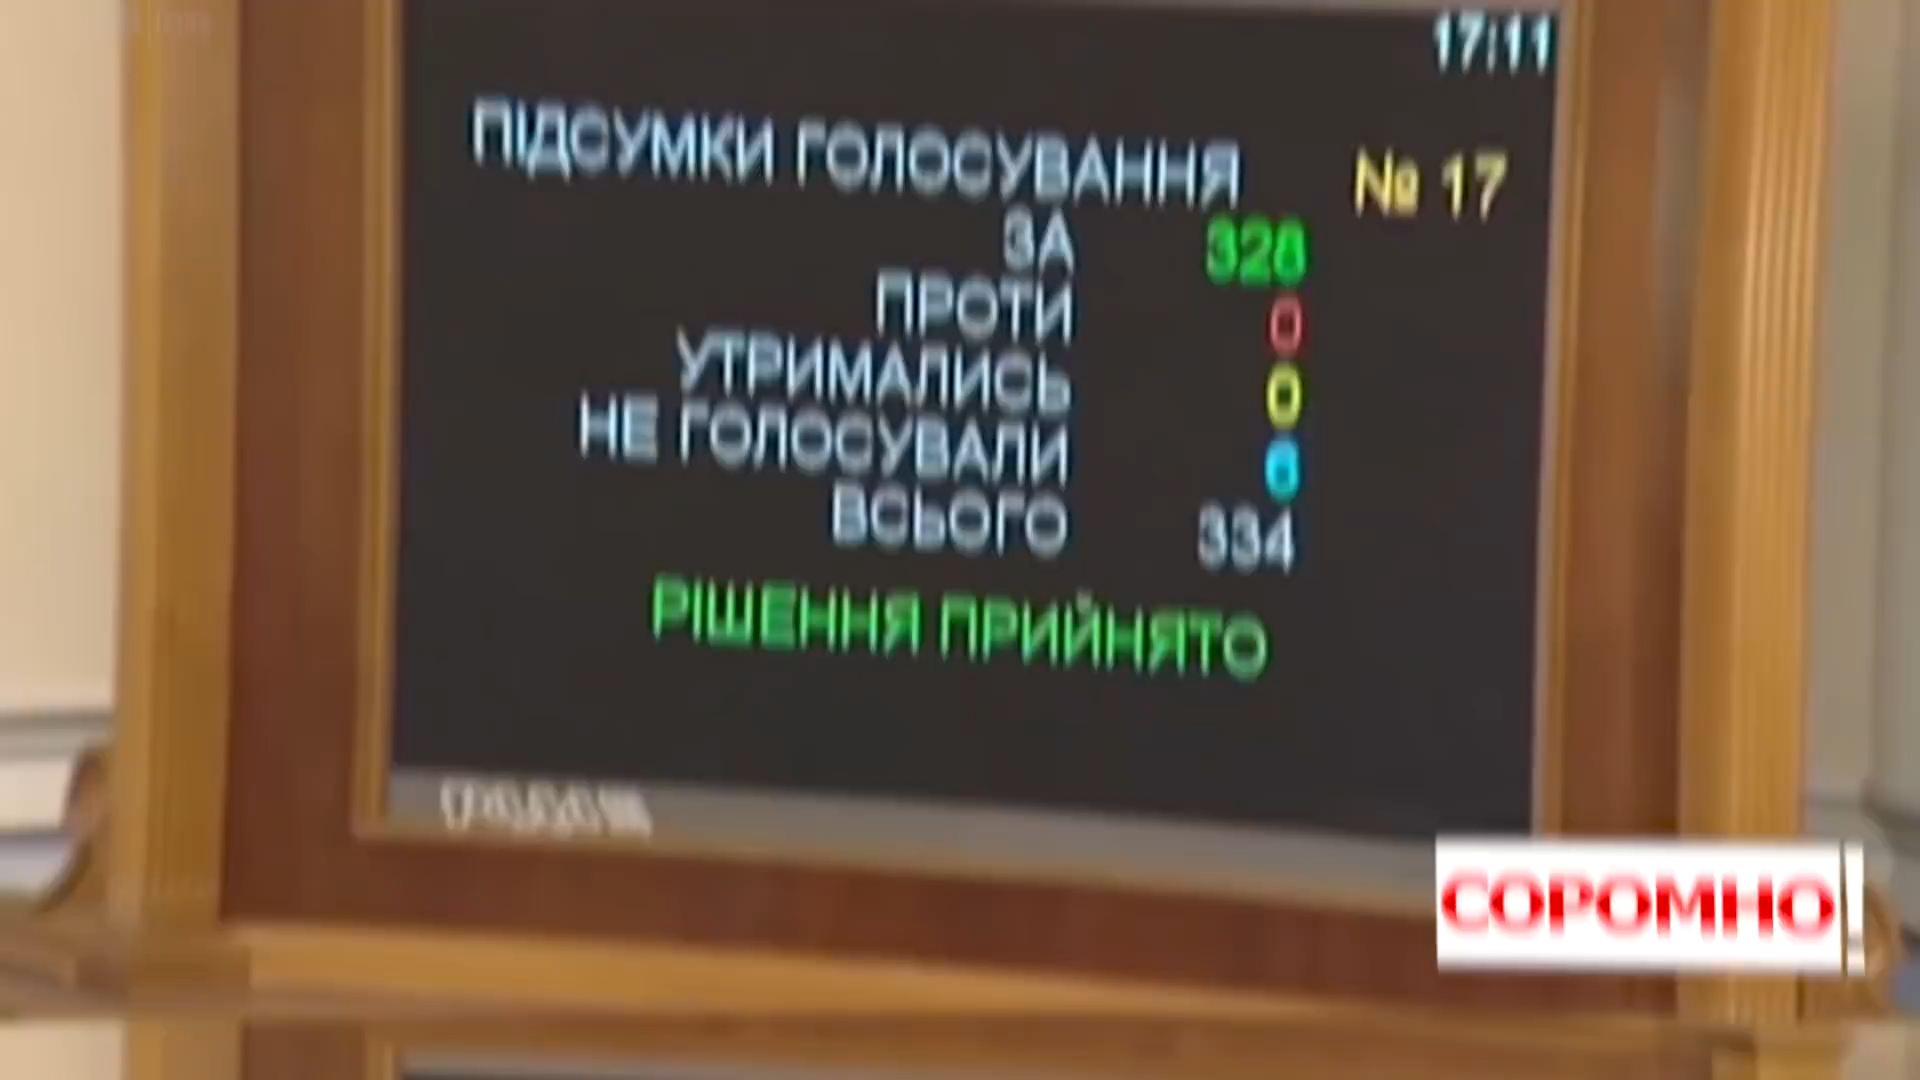 17:11
ПІДСУМКИ ГОЛОСУВАННЯ № 17
ЗА 328
ПРОТИ 0
УТРИМАЛИСЬ 0
НЕ ГОЛОСУВАЛИ 6
ВСЬОГО 334
РІШЕННЯ ПРИЙНЯТО
СОРОМНО!